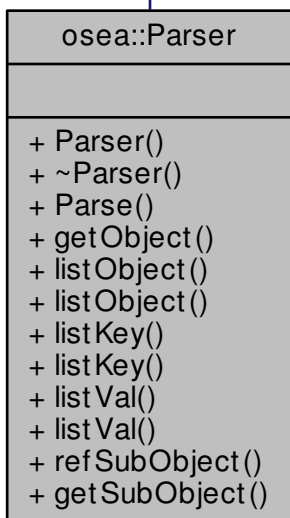 osea::Parser
+ Parser()
+ ~Parser()
+ Parse()
+ getObject()
+ listObject()
+ listObject()
+ listKey()
+ listKey()
+ listVal()
+ listVal()
+ refSubObject()
+ getSubObject()